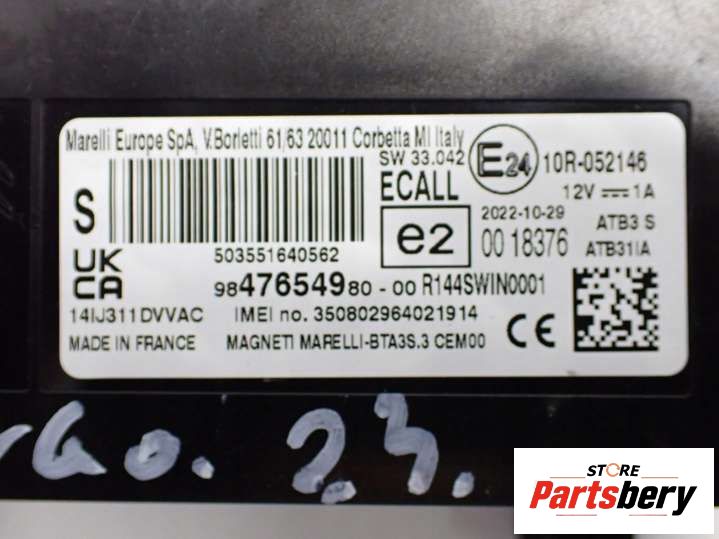 Marelli Europe SpA, V.Borletti 61/63 20011 Corbetta MI Italy
SW 33.042
E24 10R-052146
S
ECALL
12V 1A
e2
2022-10-29
ATB3 S
00 18376
ATB31IA
503551640562
UK
CA
9847654980-00 R144SWIN0001
14IJ311DVVAC
IMEI no. 350802964021914
MADE IN FRANCE
MAGNETI MARELLI-BTA3S.3 CEM00
CE
2.3.
STORE
Partsbery